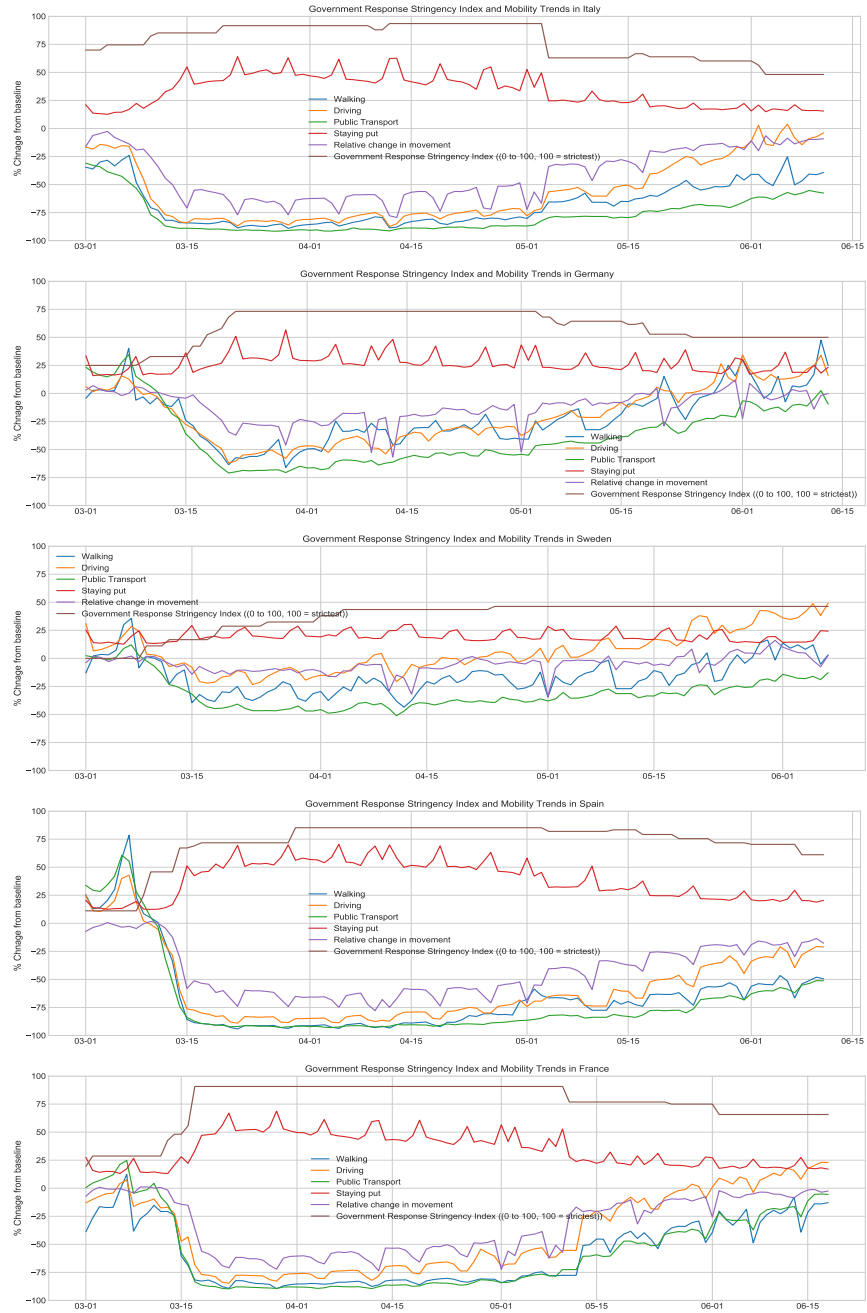 Government Response Stringency Index and Mobility Trends in Italy
% Chnage from baseline
100
75
50
25
0
−25
−50
−75
−100
Walking
Driving
Public Transport
Staying put
Relative change in movement
Government Response Stringency Index ((0 to 100, 100 = strictest))
03-01 03-15 04-01 04-15 05-01 05-15 06-01 06-15
Government Response Stringency Index and Mobility Trends in Germany
% Chnage from baseline
100
75
50
25
0
−25
−50
−75
−100
Walking
Driving
Public Transport
Staying put
Relative change in movement
Government Response Stringency Index ((0 to 100, 100 = strictest))
03-01 03-15 04-01 04-15 05-01 05-15 06-01 06-15
Government Response Stringency Index and Mobility Trends in Sweden
% Chnage from baseline
100
75
50
25
0
−25
−50
−75
−100
Walking
Driving
Public Transport
Staying put
Relative change in movement
Government Response Stringency Index ((0 to 100, 100 = strictest))
03-01 03-15 04-01 04-15 05-01 05-15 06-01
Government Response Stringency Index and Mobility Trends in Spain
% Chnage from baseline
100
75
50
25
0
−25
−50
−75
−100
Walking
Driving
Public Transport
Staying put
Relative change in movement
Government Response Stringency Index ((0 to 100, 100 = strictest))
03-01 03-15 04-01 04-15 05-01 05-15 06-01 06-15
Government Response Stringency Index and Mobility Trends in France
% Chnage from baseline
100
75
50
25
0
−25
−50
−75
−100
Walking
Driving
Public Transport
Staying put
Relative change in movement
Government Response Stringency Index ((0 to 100, 100 = strictest))
03-01 03-15 04-01 04-15 05-01 05-15 06-01 06-15